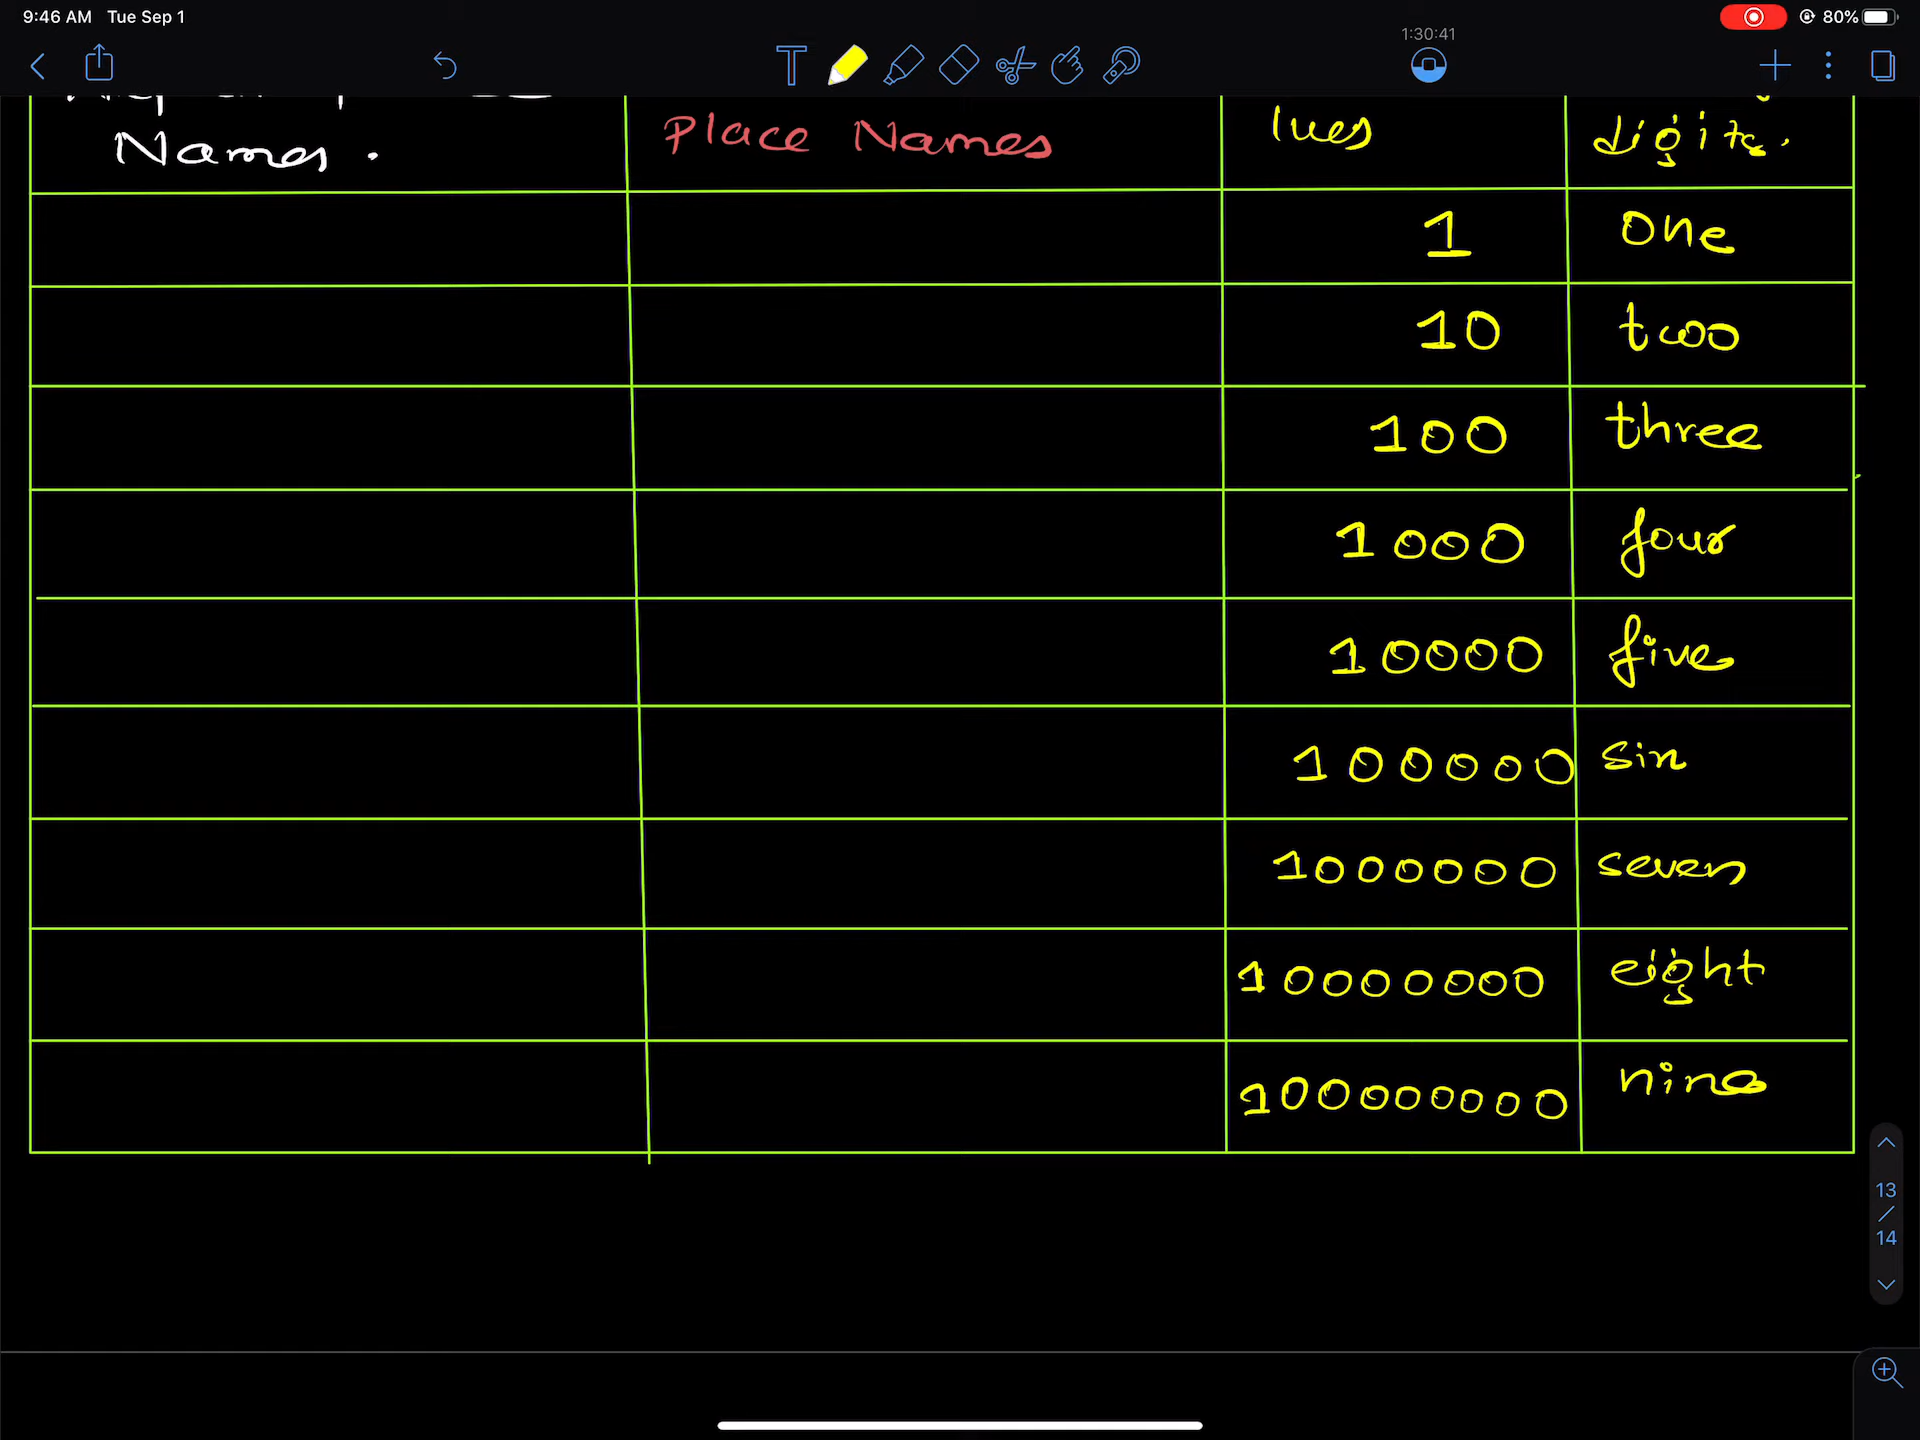 9:46 AM Tue Sep 1
80%
1:30:41
Names.
Place Names
lues
digits.
1 one
10 two
100 three
1000 four
10000 five
100000 sin
1000000 seven
10000000 eight
100000000 nine
13
/
14